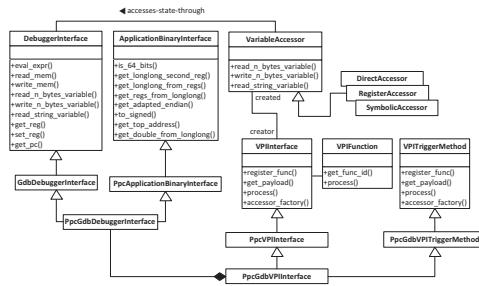 ◀ accesses-state-through
DebuggerInterface
+eval_expr()
+read_mem()
+write_mem()
+read_n_bytes_variable()
+write_n_bytes_variable()
+read_string_variable()
+get_reg()
+set_reg()
+get_pc()
ApplicationBinaryInterface
+is_64_bits()
+get_longlong_second_reg()
+get_longlong_from_regs()
+get_regs_from_longlong()
+get_adapted_endian()
+to_signed()
+get_top_address()
+get_double_from_longlong()
VariableAccessor
+read_n_bytes_variable()
+write_n_bytes_variable()
+read_string_variable()
DirectAccessor
RegisterAccessor
SymbolicAccessor
created
creator
VPIInterface
+register_func()
+get_payload()
+process()
+accessor_factory()
VPIFunction
+get_func_id()
+process()
VPITriggerMethod
+register_func()
+get_payload()
+process()
+accessor_factory()
GdbDebuggerInterface
PpcApplicationBinaryInterface
PpcGdbDebuggerInterface
PpcVPIInterface
PpcGdbVPITriggerMethod
PpcGdbVPIInterface